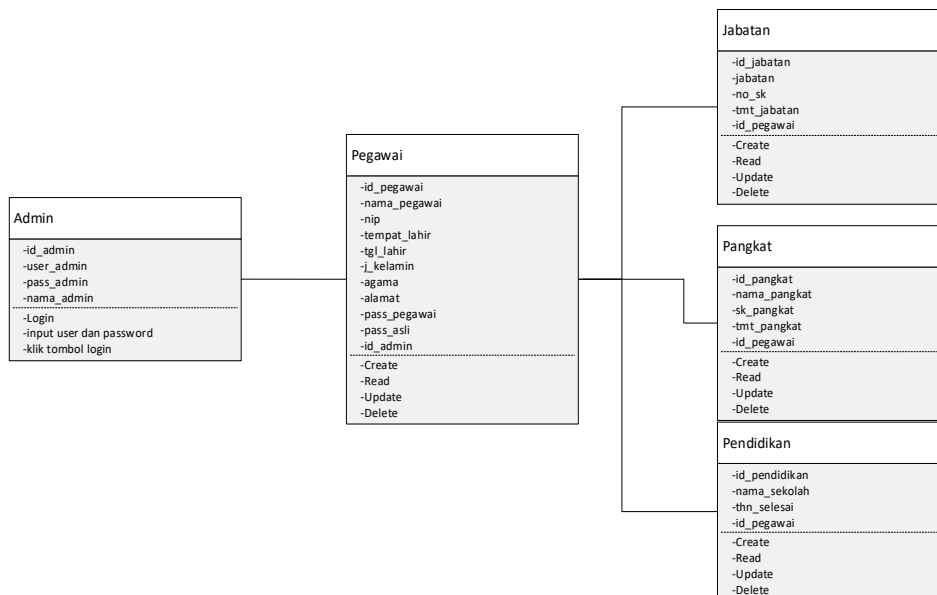 Admin
-id_admin
-user_admin
-pass_admin
-nama_admin
-Login
-input user dan password
-klik tombol login
Pegawai
-id_pegawai
-nama_pegawai
-nip
-tempat_lahir
-tgl_lahir
-j_kelamin
-agama
-alamat
-pass_pegawai
-pass_asli
-id_admin
-Create
-Read
-Update
-Delete
Jabatan
-id_jabatan
-jabatan
-no_sk
-tmt_jabatan
-id_pegawai
-Create
-Read
-Update
-Delete
Pangkat
-id_pangkat
-nama_pangkat
-sk_pangkat
-tmt_pangkat
-id_pegawai
-Create
-Read
-Update
-Delete
Pendidikan
-id_pendidikan
-nama_sekolah
-thn_selesai
-id_pegawai
-Create
-Read
-Update
-Delete